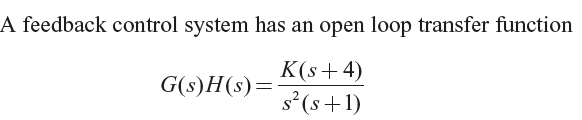 A feedback control system has an open loop transfer function
G(s)H(s) = K(s+4) / s²(s+1)